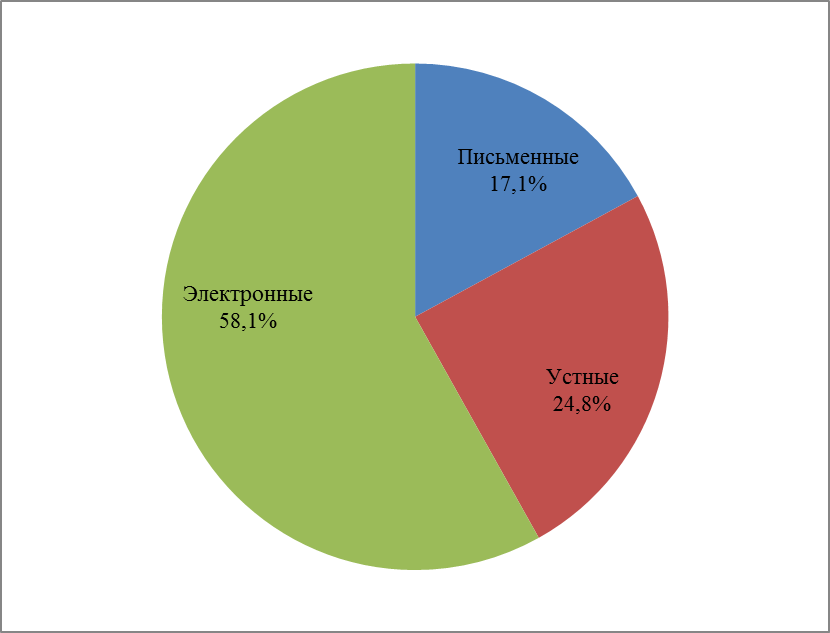 Письменные
17,1%
Электронные
58,1%
Устные
24,8%